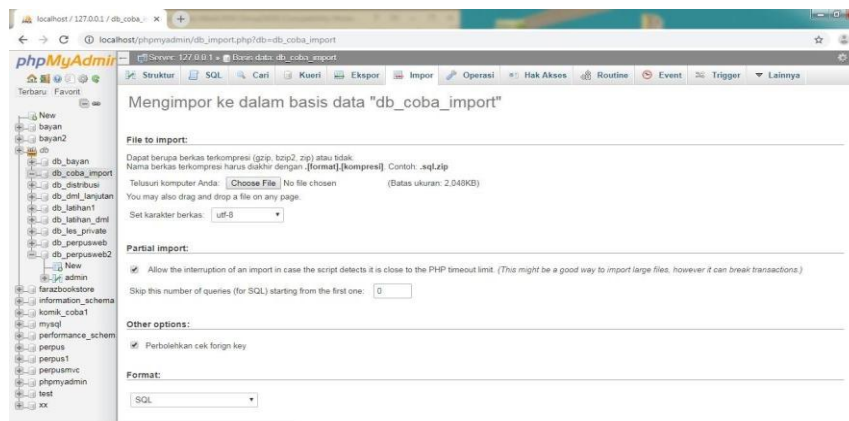 localhost / 127.0.0.1 / db_coba_
localhost/phpmyadmin/db_import.php?db=db_coba_import
phpMyAdmin
Terbaru Favorit
New
bayan
bayan2
db
db_bayan
db_coba_import
db_distribusi
db_dml_lanjutan
db_latihan1
db_latihan_dml
db_les_private
db_perpusweb
db_perpusweb2
New
admin
farazbookstore
information_schema
komik_coba1
mysql
performance_schem
perpus
perpus1
perpusmvc
phpmyadmin
test
xx
Server: 127.0.0.1 » Basis data: db_coba_import
Struktur SQL Cari Kueri Ekspor Impor Operasi Hak Akses Routine Event Trigger Lainnya
Mengimpor ke dalam basis data "db_coba_import"
File to import:
Dapat berupa berkas terkompresi (gzip, bzip2, zip) atau tidak.
Nama berkas terkompresi harus diakhir dengan .[format].[kompresi]. Contoh: .sql.zip
Telusuri komputer Anda: Choose File No file chosen (Batas ukuran: 2,048KB)
You may also drag and drop a file on any page.
Set karakter berkas: utf-8
Partial import:
Allow the interruption of an import in case the script detects it is close to the PHP timeout limit. (This might be a good way to import large files, however it can break transactions.)
Skip this number of queries (for SQL) starting from the first one: 0
Other options:
Perbolehkan cek forign key
Format:
SQL